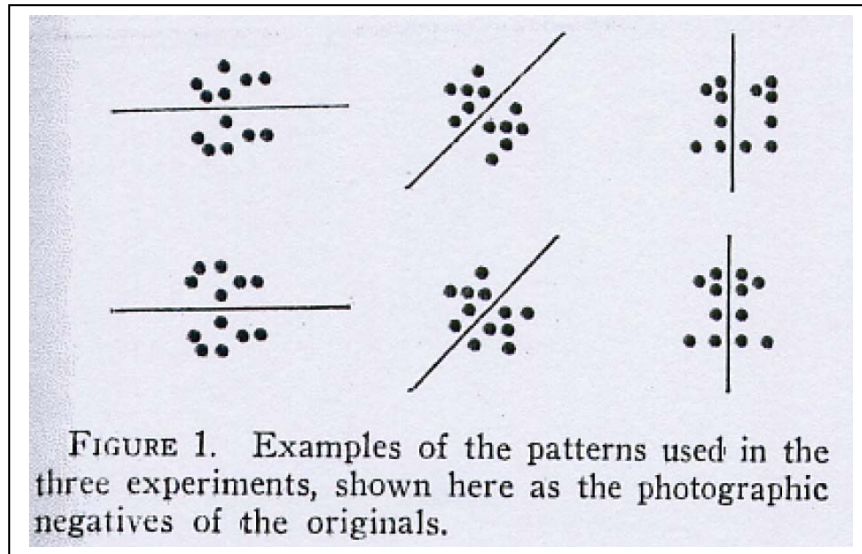 FIGURE 1. Examples of the patterns used in the
three experiments, shown here as the photographic
negatives of the originals.